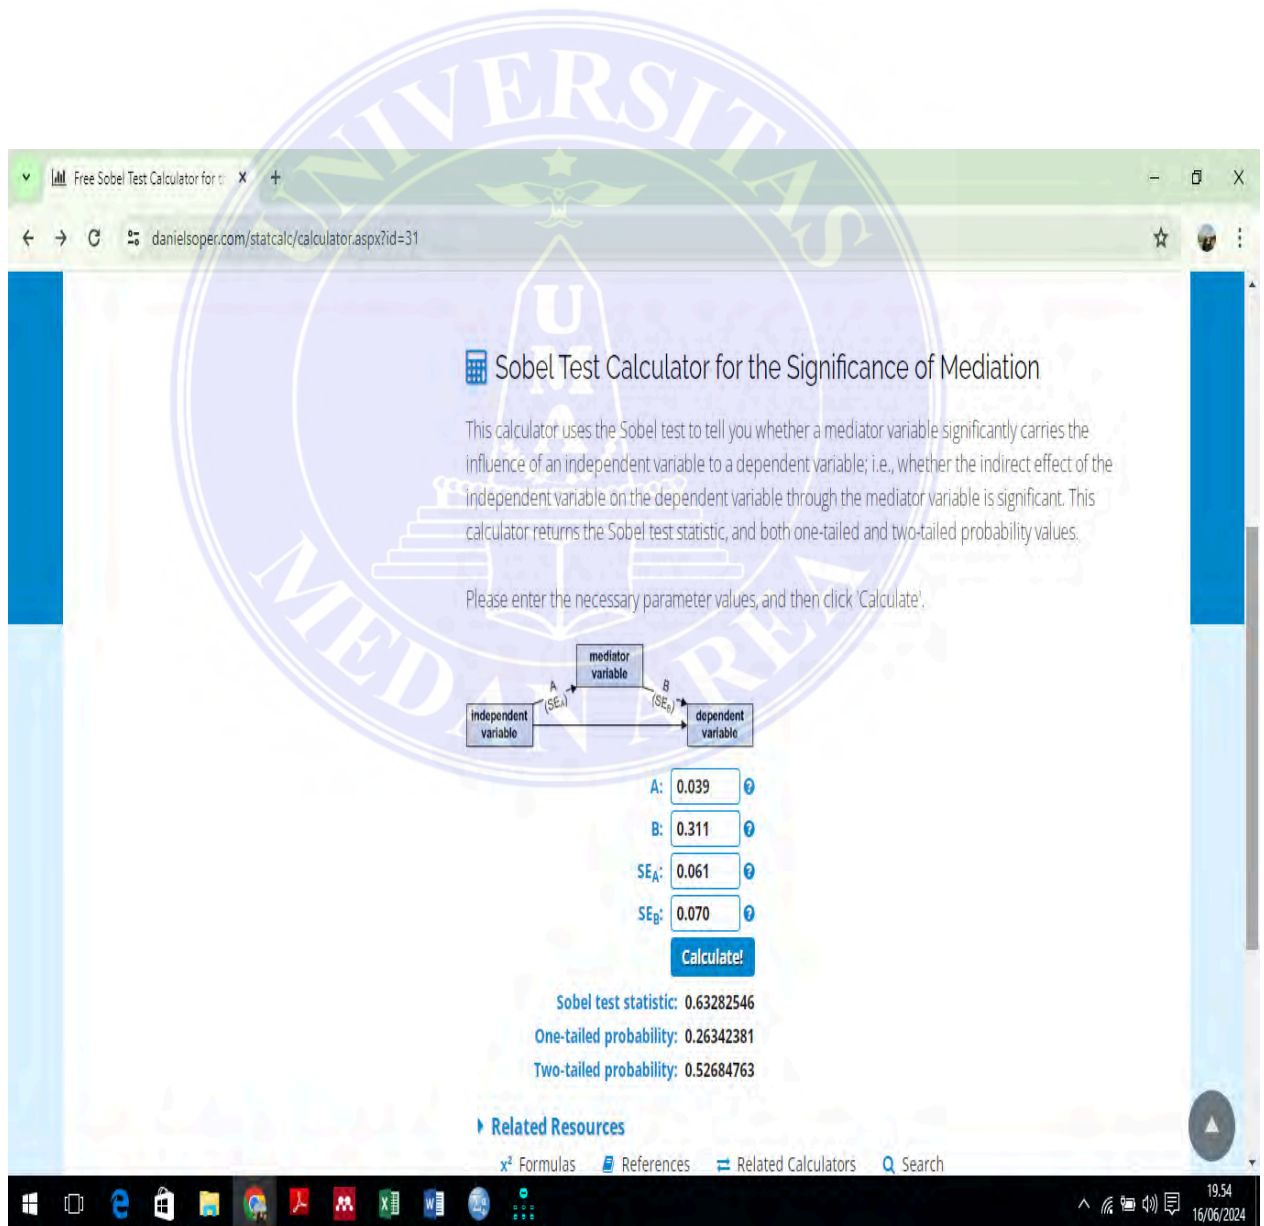 UNIVERSITAS
Free Sobel Test Calculator for t
danielsoper.com/statcalc/calculator.aspx?id=31
UMA
Sobel Test Calculator for the Significance of Mediation
This calculator uses the Sobel test to tell you whether a mediator variable significantly carries the
influence of an independent variable to a dependent variable; i.e., whether the indirect effect of the
independent variable on the dependent variable through the mediator variable is significant. This
calculator returns the Sobel test statistic, and both one-tailed and two-tailed probability values.
Please enter the necessary parameter values, and then click 'Calculate'.
MEDAN AREA
mediator
variable
A
(SEA)
B
(SEB)
independent
variable
dependent
variable
A: 0.039
B: 0.311
SEA: 0.061
SEB: 0.070
Calculate!
Sobel test statistic: 0.63282546
One-tailed probability: 0.26342381
Two-tailed probability: 0.52684763
Related Resources
x² Formulas References Related Calculators Search
19.54
16/06/2024